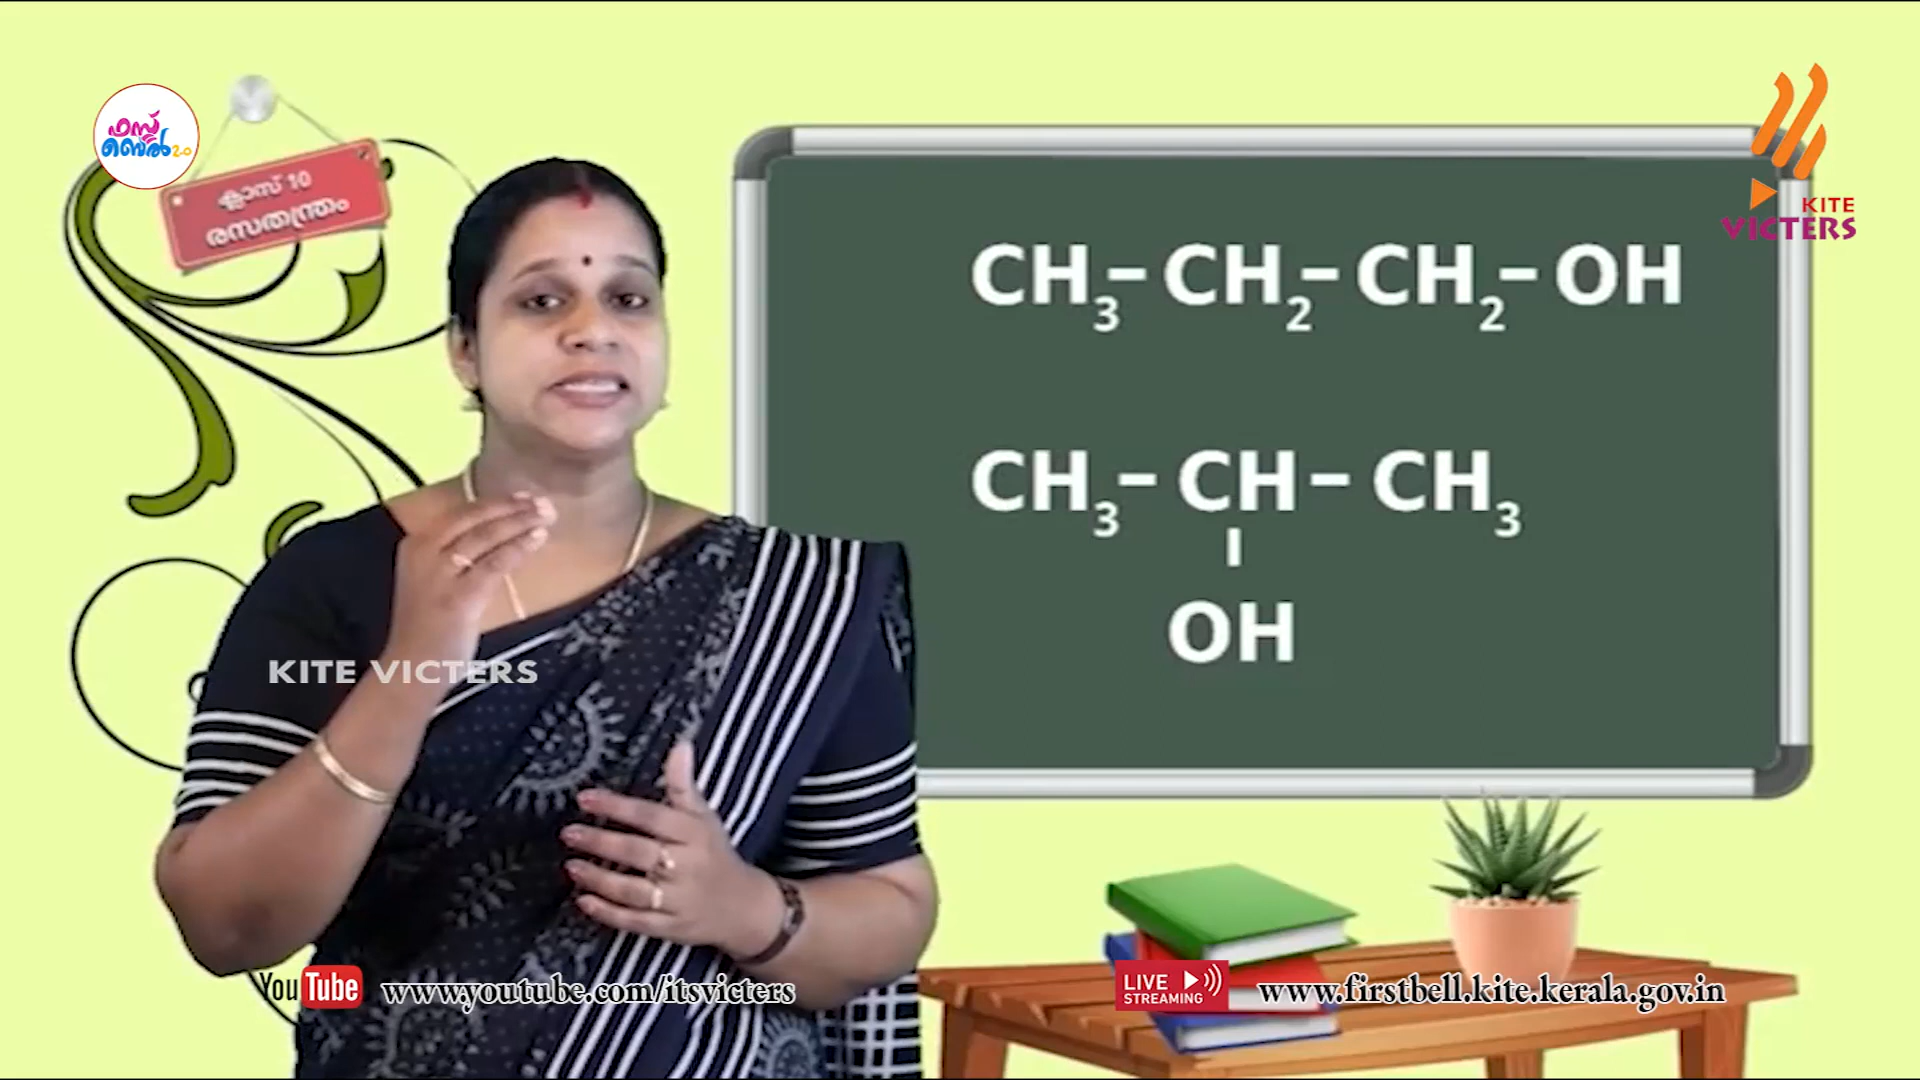 ഫസ്റ്റ്
ബെൽ 2.0
ക്ലാസ് 10
രസതന്ത്രം
KITE
VICTERS
CH₃– CH₂– CH₂– OH
CH₃– CH – CH₃
OH
KITE VICTERS
YouTube www.youtube.com/itsvicters
LIVE STREAMING www.firstbell.kite.kerala.gov.in